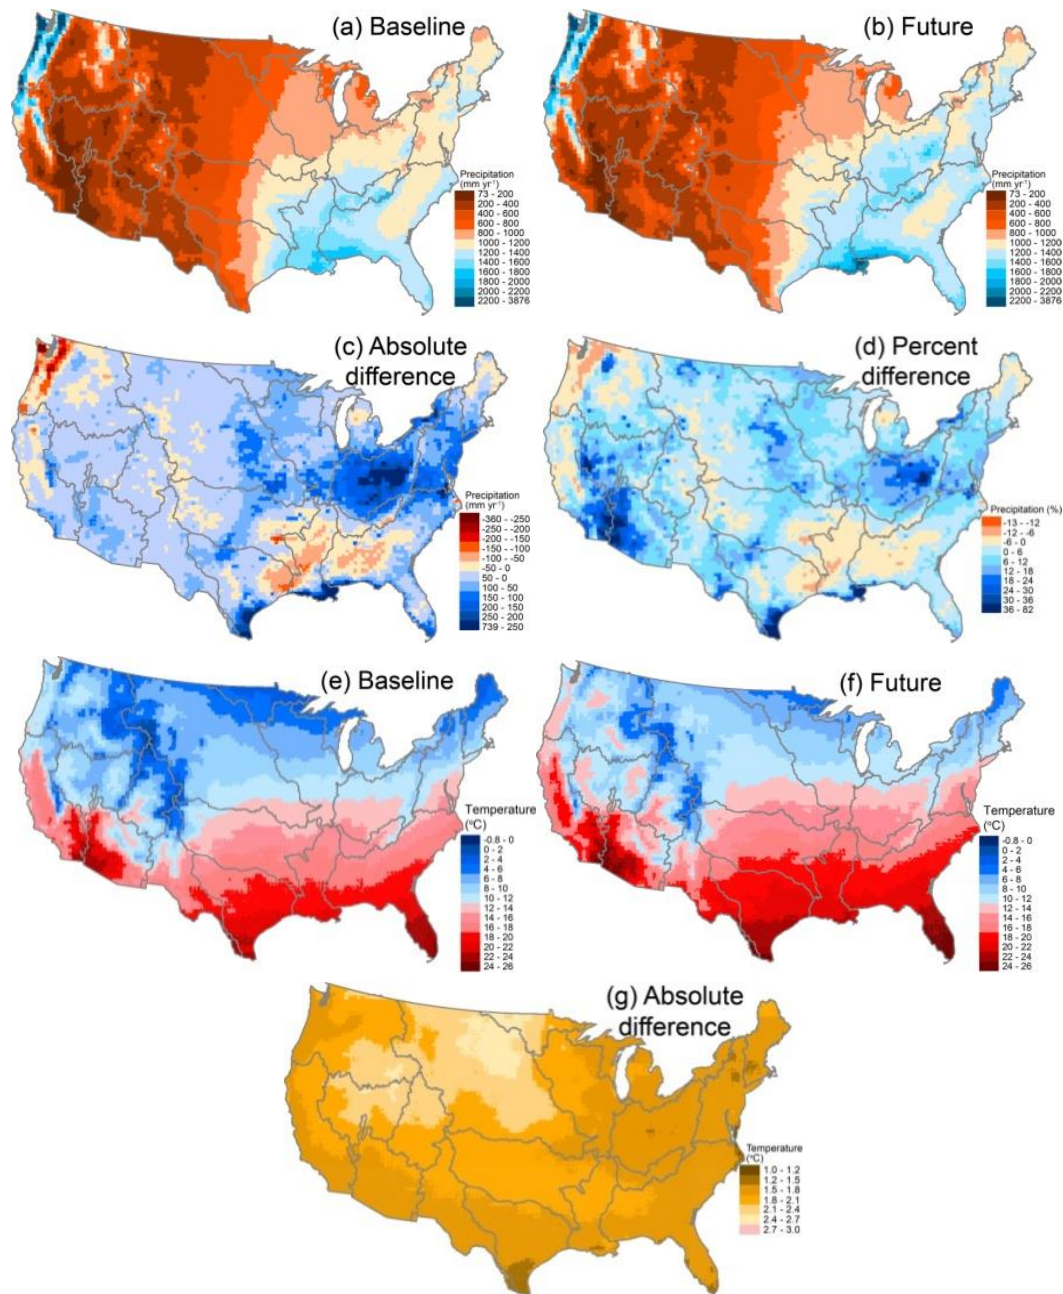 (a) Baseline
Precipitation
(mm yr-1)
73 - 200
200 - 400
400 - 600
600 - 800
800 - 1000
1000 - 1200
1200 - 1400
1400 - 1600
1600 - 1800
1800 - 2000
2000 - 2200
2200 - 3876
(b) Future
Precipitation
(mm yr-1)
73 - 200
200 - 400
400 - 600
600 - 800
800 - 1000
1000 - 1200
1200 - 1400
1400 - 1600
1600 - 1800
1800 - 2000
2000 - 2200
2200 - 3876
(c) Absolute
difference
Precipitation
(mm yr-1)
-360 - -250
-250 - -200
-200 - -150
-150 - -100
-100 - -50
-50 - 0
50 - 0
100 - 50
150 - 100
200 - 150
250 - 200
739 - 250
(d) Percent
difference
Precipitation (%)
-13 - -12
-12 - -6
-6 - 0
0 - 6
6 - 12
12 - 18
18 - 24
24 - 30
30 - 36
36 - 82
(e) Baseline
Temperature
(°C)
-0.8 - 0
0 - 2
2 - 4
4 - 6
6 - 8
8 - 10
10 - 12
12 - 14
14 - 16
16 - 18
18 - 20
20 - 22
22 - 24
24 - 26
(f) Future
Temperature
(°C)
-0.8 - 0
0 - 2
2 - 4
4 - 6
6 - 8
8 - 10
10 - 12
12 - 14
14 - 16
16 - 18
18 - 20
20 - 22
22 - 24
24 - 26
(g) Absolute
difference
Temperature
(°C)
1.0 - 1.2
1.2 - 1.5
1.5 - 1.8
1.8 - 2.1
2.1 - 2.4
2.4 - 2.7
2.7 - 3.0